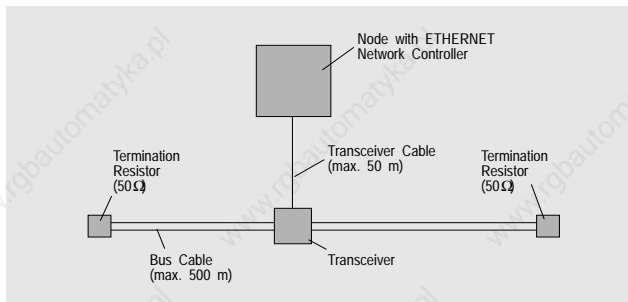 Node with ETHERNET
Network Controller
Termination
Resistor
(50Ω)
Transceiver Cable
(max. 50 m)
Termination
Resistor
(50Ω)
Bus Cable
(max. 500 m)
Transceiver
www.rgbautomatyka.pl